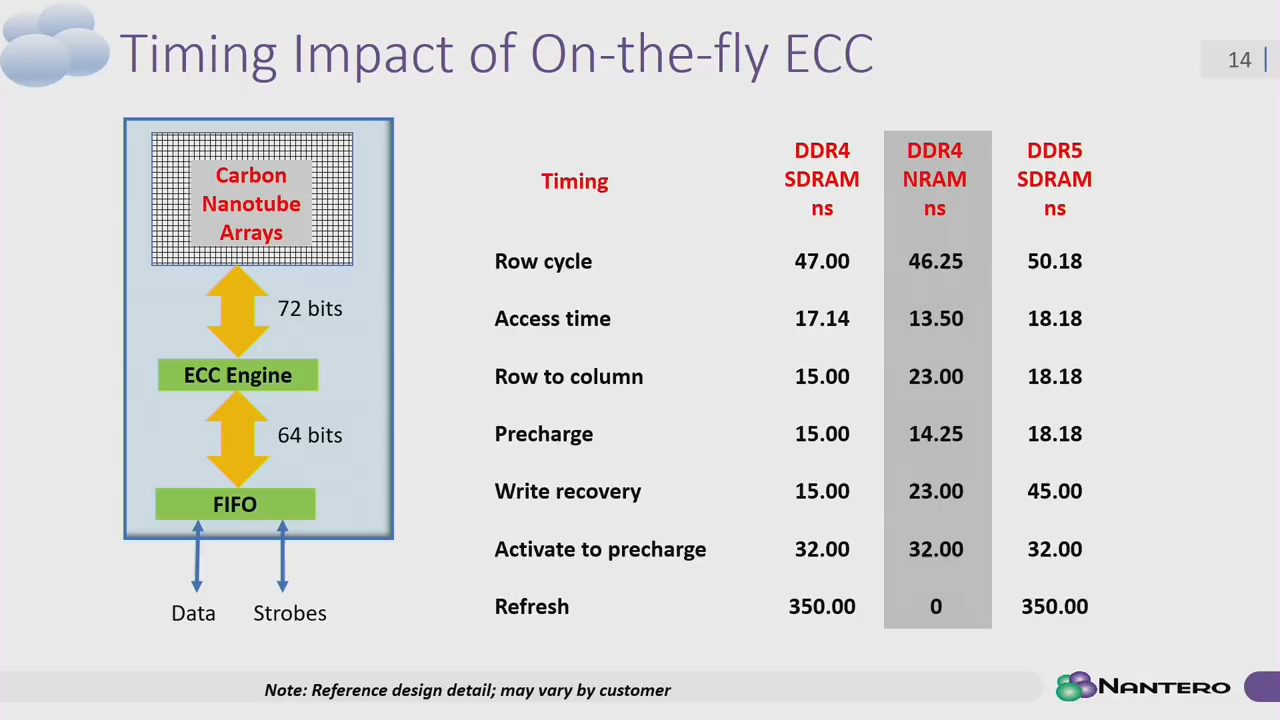 Timing Impact of On-the-fly ECC
14
Carbon
Nanotube
Arrays
72 bits
ECC Engine
64 bits
FIFO
Data Strobes
Timing
DDR4
SDRAM
ns
DDR4
NRAM
ns
DDR5
SDRAM
ns
Row cycle 47.00 46.25 50.18
Access time 17.14 13.50 18.18
Row to column 15.00 23.00 18.18
Precharge 15.00 14.25 18.18
Write recovery 15.00 23.00 45.00
Activate to precharge 32.00 32.00 32.00
Refresh 350.00 0 350.00
Note: Reference design detail; may vary by customer
NANTERO